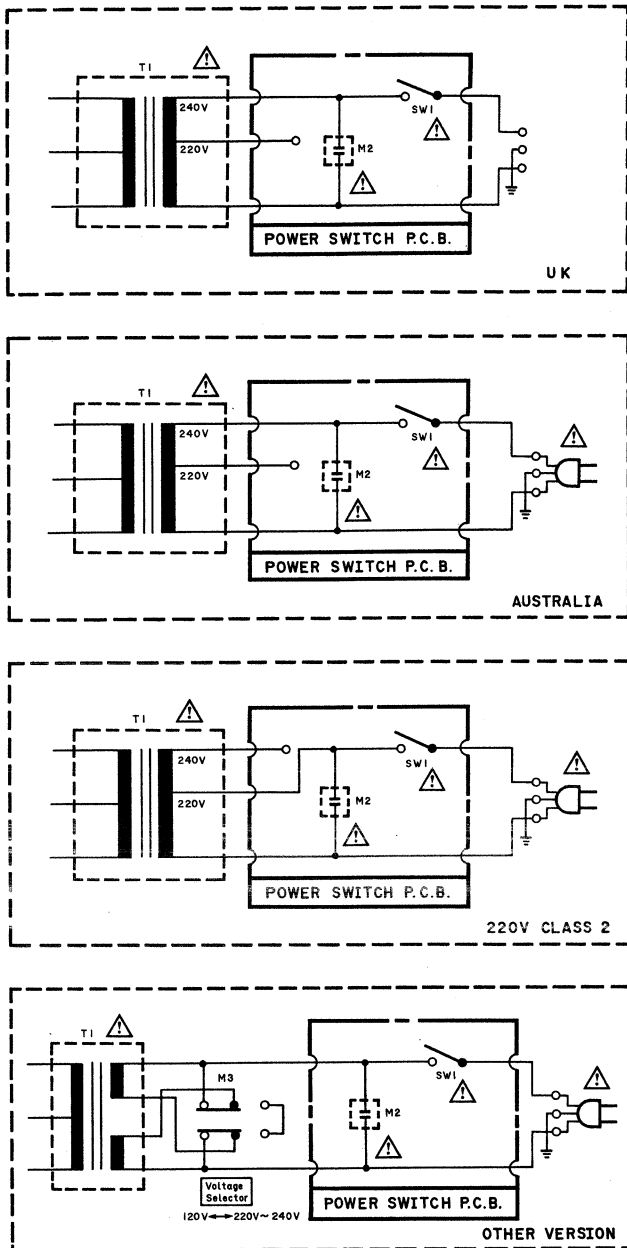 T1
240V
220V
SW1
M2
POWER SWITCH P.C.B.
UK
T1
240V
220V
SW1
M2
POWER SWITCH P.C.B.
AUSTRALIA
T1
240V
220V
SW1
M2
POWER SWITCH P.C.B.
220V CLASS 2
T1
M3
SW1
M2
Voltage
Selector
120V↔220V~240V
POWER SWITCH P.C.B.
OTHER VERSION